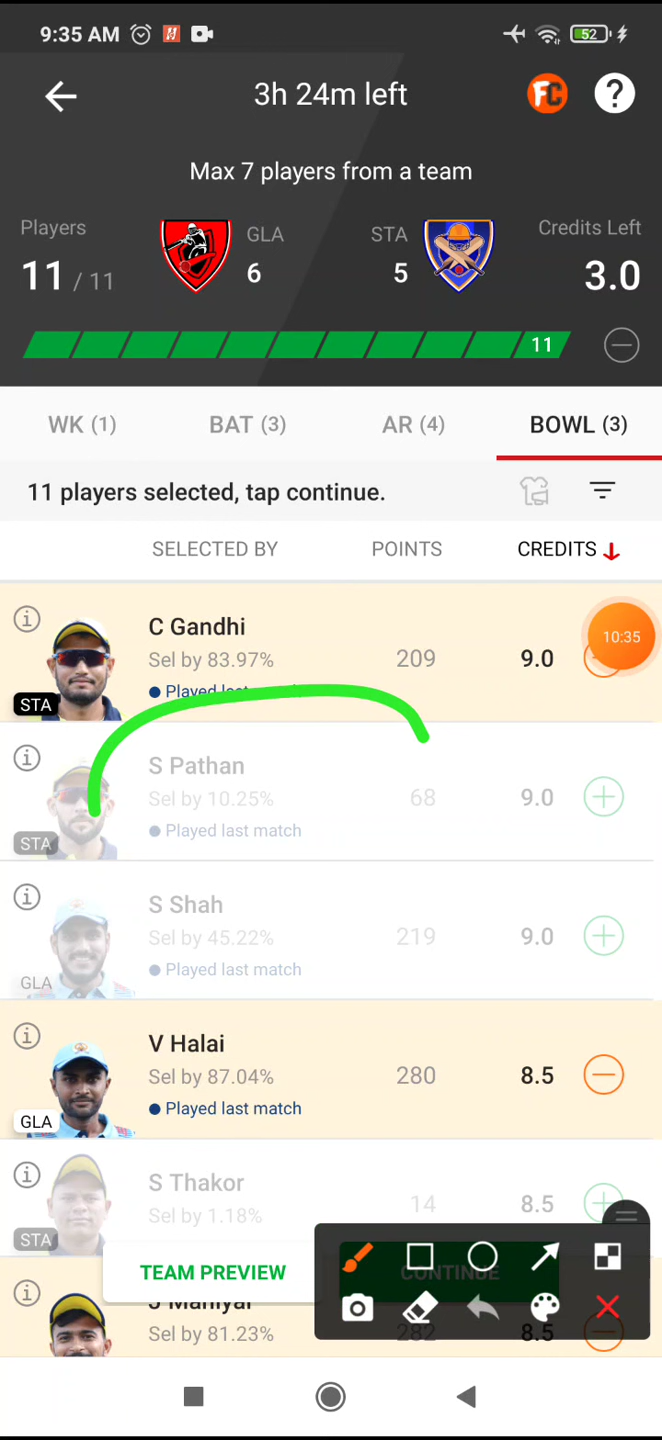 9:35 AM
52
3h 24m left
FC
?
Max 7 players from a team
Players
11 / 11
GLA
6
STA
5
Credits Left
3.0
11
WK (1)
BAT (3)
AR (4)
BOWL (3)
11 players selected, tap continue.
SELECTED BY
POINTS
CREDITS
C Gandhi
Sel by 83.97%
209
9.0
10:35
Played last
STA
S Pathan
Sel by 10.25%
68
9.0
Played last match
STA
S Shah
Sel by 45.22%
219
9.0
Played last match
GLA
V Halai
Sel by 87.04%
280
8.5
Played last match
GLA
S Thakor
Sel by 1.18%
14
8.5
STA
TEAM PREVIEW
CONTINUE
J Maniyar
Sel by 81.23%
282
8.5